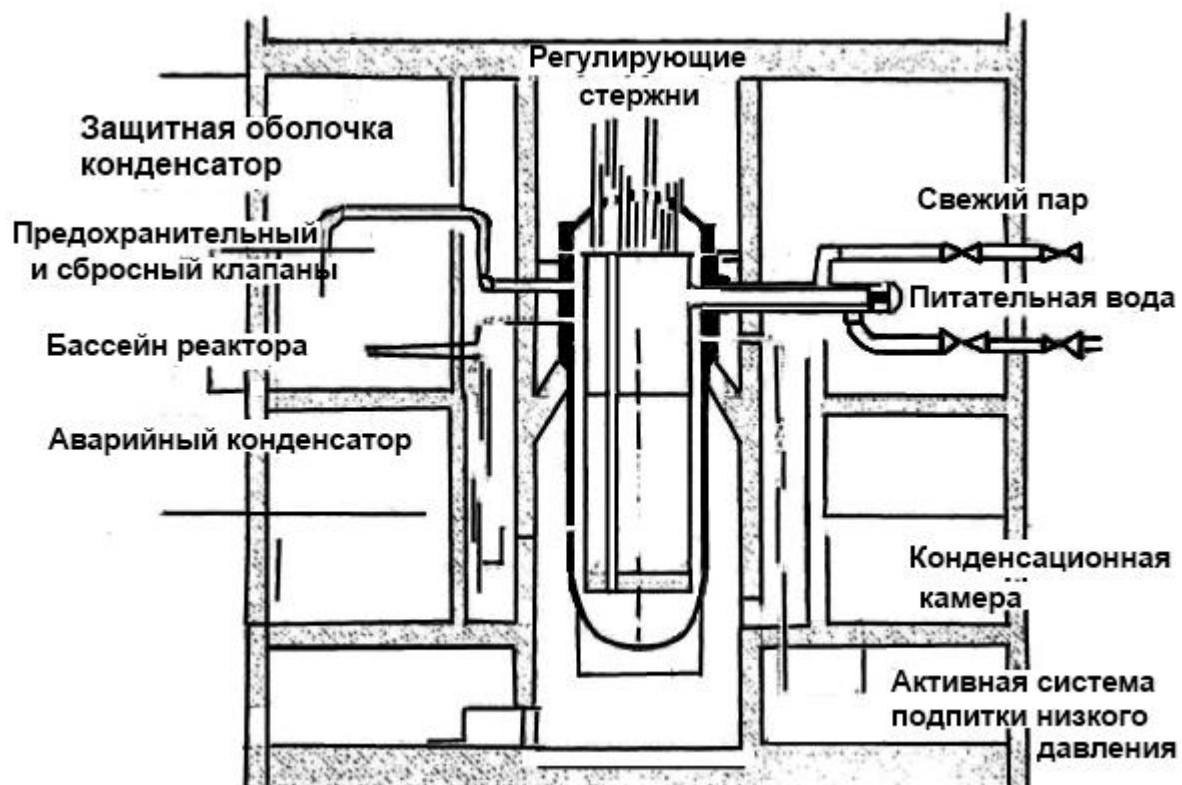 Регулирующие
стержни
Защитная оболочка
конденсатор
Свежий пар
Предохранительный
и сбросный клапаны
Питательная вода
Бассейн реактора
Аварийный конденсатор
Конденсационная
камера
Активная система
подпитки низкого
давления